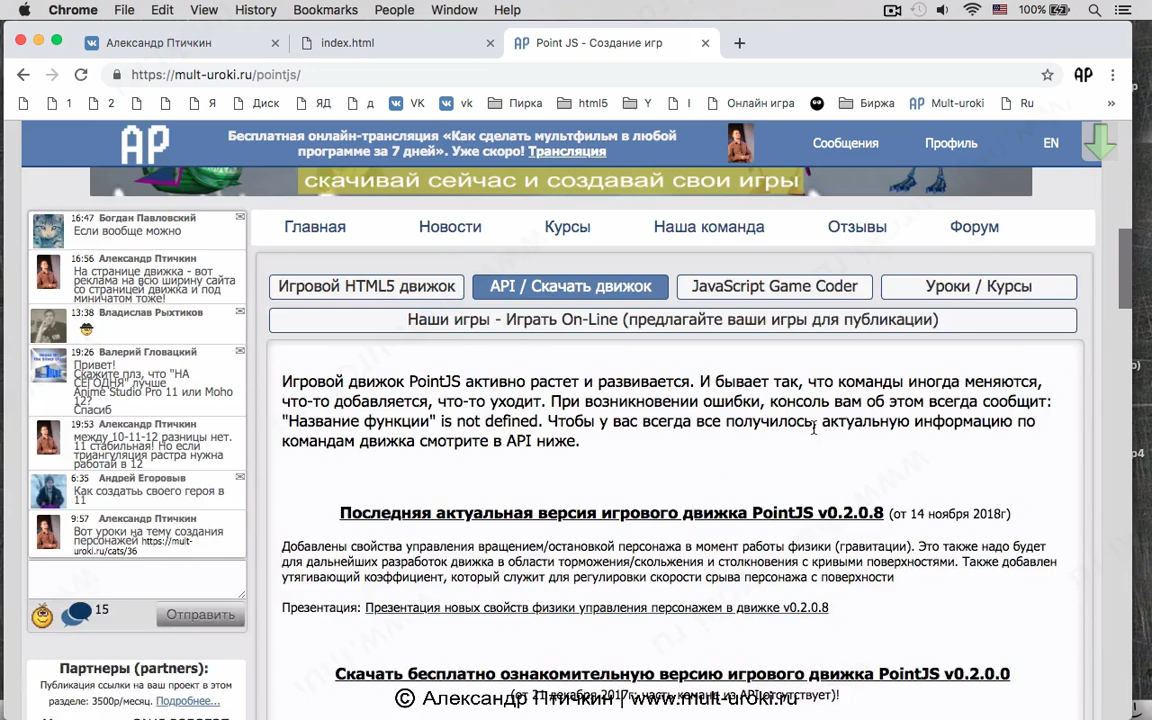 Chrome File Edit View History Bookmarks People Window Help 100%
Александр Птичкин index.html Point JS - Создание игр
https://mult-uroki.ru/pointjs/
1 2 Я Диск ЯД д VK vk Пирка html5 Y I Онлайн игра Биржа Mult-uroki Ru »
АР Бесплатная онлайн-трансляция «Как сделать мультфильм в любой
программе за 7 дней». Уже скоро! Трансляция
Сообщения Профиль EN
скачивай сейчас и создавай свои игры
Главная Новости Курсы Наша команда Отзывы Форум
16:47 Богдан Павловский
Если вообще можно
16:56 Александр Птичкин
На странице движка - вот
реклама на всю ширину сайта
со страницей движка и под
миничатом тоже!
13:38 Владислав Рыхтиков
19:26 Валерий Гловацкий
Привет!
Скажите плз, что "НА
СЕГОДНЯ" лучше
Anime Studio Pro 11 или Moho
12?
Спасиб
19:53 Александр Птичкин
между 10-11-12 разницы нет.
11 стабильная! Но если
триангуляция растра нужна
работай в 12
6:35 Андрей Егоровыв
Как создатьь своего героя в
11
9:57 Александр Птичкин
Вот уроки на тему создания
персонажей https://mult-
uroki.ru/cats/36
15 Отправить
Партнеры (partners):
Публикация ссылки на ваш проект в этом
разделе: 3500р/месяц. Подробнее...
Игровой HTML5 движок API / Скачать движок JavaScript Game Coder Уроки / Курсы
Наши игры - Играть On-Line (предлагайте ваши игры для публикации)
Игровой движок PointJS активно растет и развивается. И бывает так, что команды иногда меняются,
что-то добавляется, что-то уходит. При возникновении ошибки, консоль вам об этом всегда сообщит:
"Название функции" is not defined. Чтобы у вас всегда все получилось, актуальную информацию по
командам движка смотрите в API ниже.
Последняя актуальная версия игрового движка PointJS v0.2.0.8 (от 14 ноября 2018г)
Добавлены свойства управления вращением/остановкой персонажа в момент работы физики (гравитации). Это также надо будет
для дальнейших разработок движка в области торможения/скольжения и столкновения с кривыми поверхностями. Также добавлен
утягивающий коэффициент, который служит для регулировки скорости срыва персонажа с поверхности
Презентация: Презентация новых свойств физики управления персонажем в движке v0.2.0.8
Скачать бесплатно ознакомительную версию игрового движка PointJS v0.2.0.0
(от 21 декабря 2017г; часть команд из API отсутствует)!
© Александр Птичкин | www.mult-uroki.ru